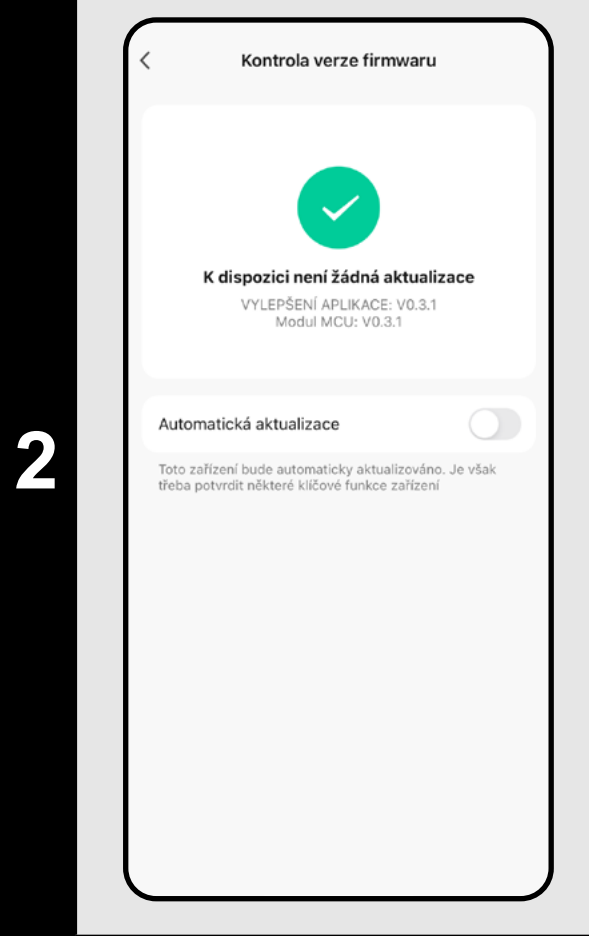 Kontrola verze firmwaru
K dispozici není žádná aktualizace
VYLEPŠENÍ APLIKACE: V0.3.1
Modul MCU: V0.3.1
2
Automatická aktualizace
Toto zařízení bude automaticky aktualizováno. Je však
třeba potvrdit některé klíčové funkce zařízení